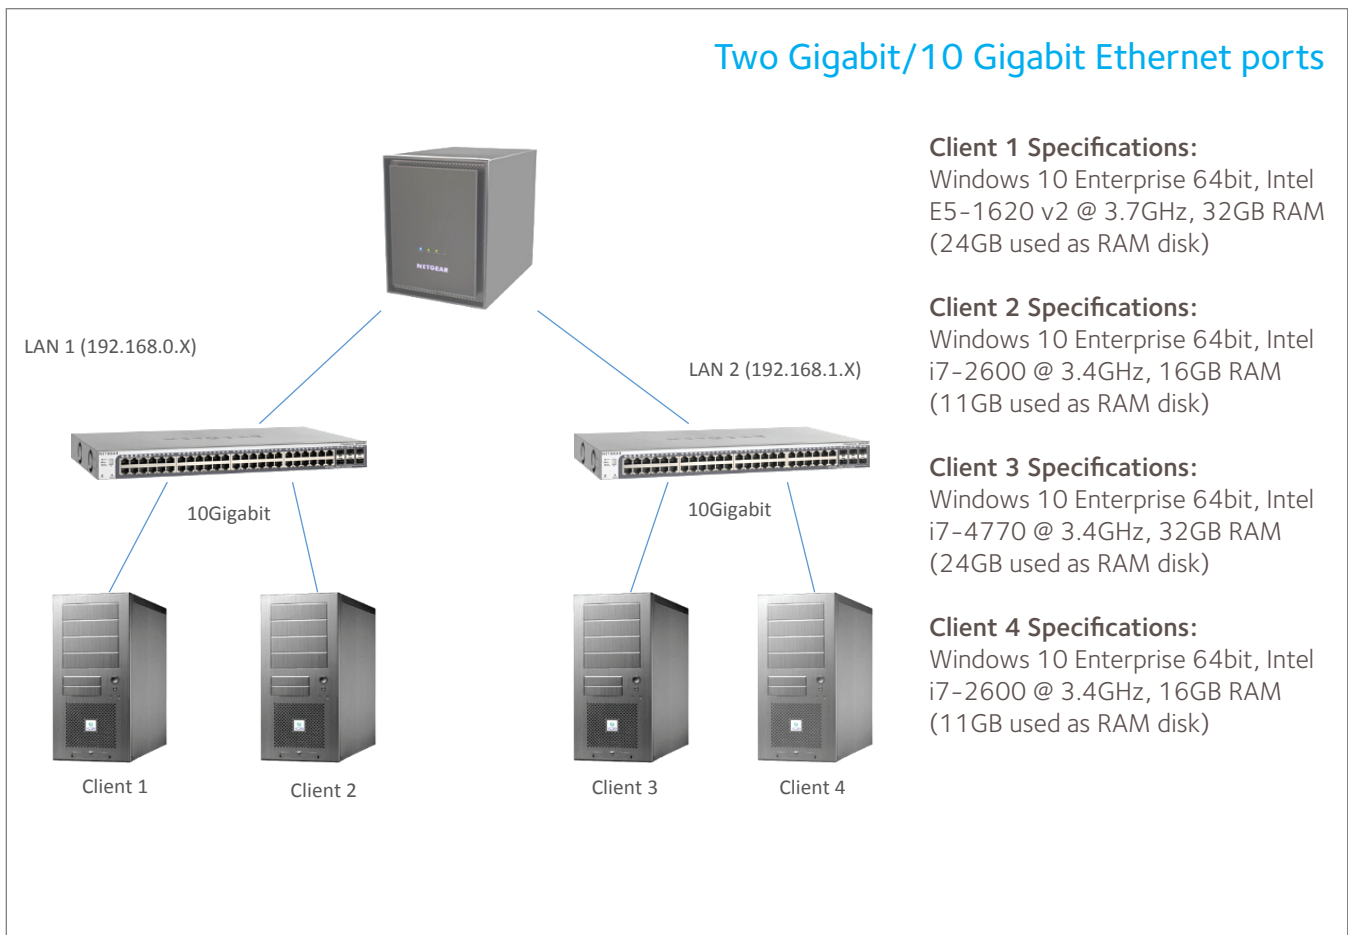 Two Gigabit/10 Gigabit Ethernet ports
Client 1 Specifications:
Windows 10 Enterprise 64bit, Intel
E5-1620 v2 @ 3.7GHz, 32GB RAM
(24GB used as RAM disk)
Client 2 Specifications:
Windows 10 Enterprise 64bit, Intel
i7-2600 @ 3.4GHz, 16GB RAM
(11GB used as RAM disk)
Client 3 Specifications:
Windows 10 Enterprise 64bit, Intel
i7-4770 @ 3.4GHz, 32GB RAM
(24GB used as RAM disk)
Client 4 Specifications:
Windows 10 Enterprise 64bit, Intel
i7-2600 @ 3.4GHz, 16GB RAM
(11GB used as RAM disk)
NETGEAR
LAN 1 (192.168.0.X)
LAN 2 (192.168.1.X)
NETGEAR
NETGEAR
10Gigabit
10Gigabit
Client 1
Client 2
Client 3
Client 4